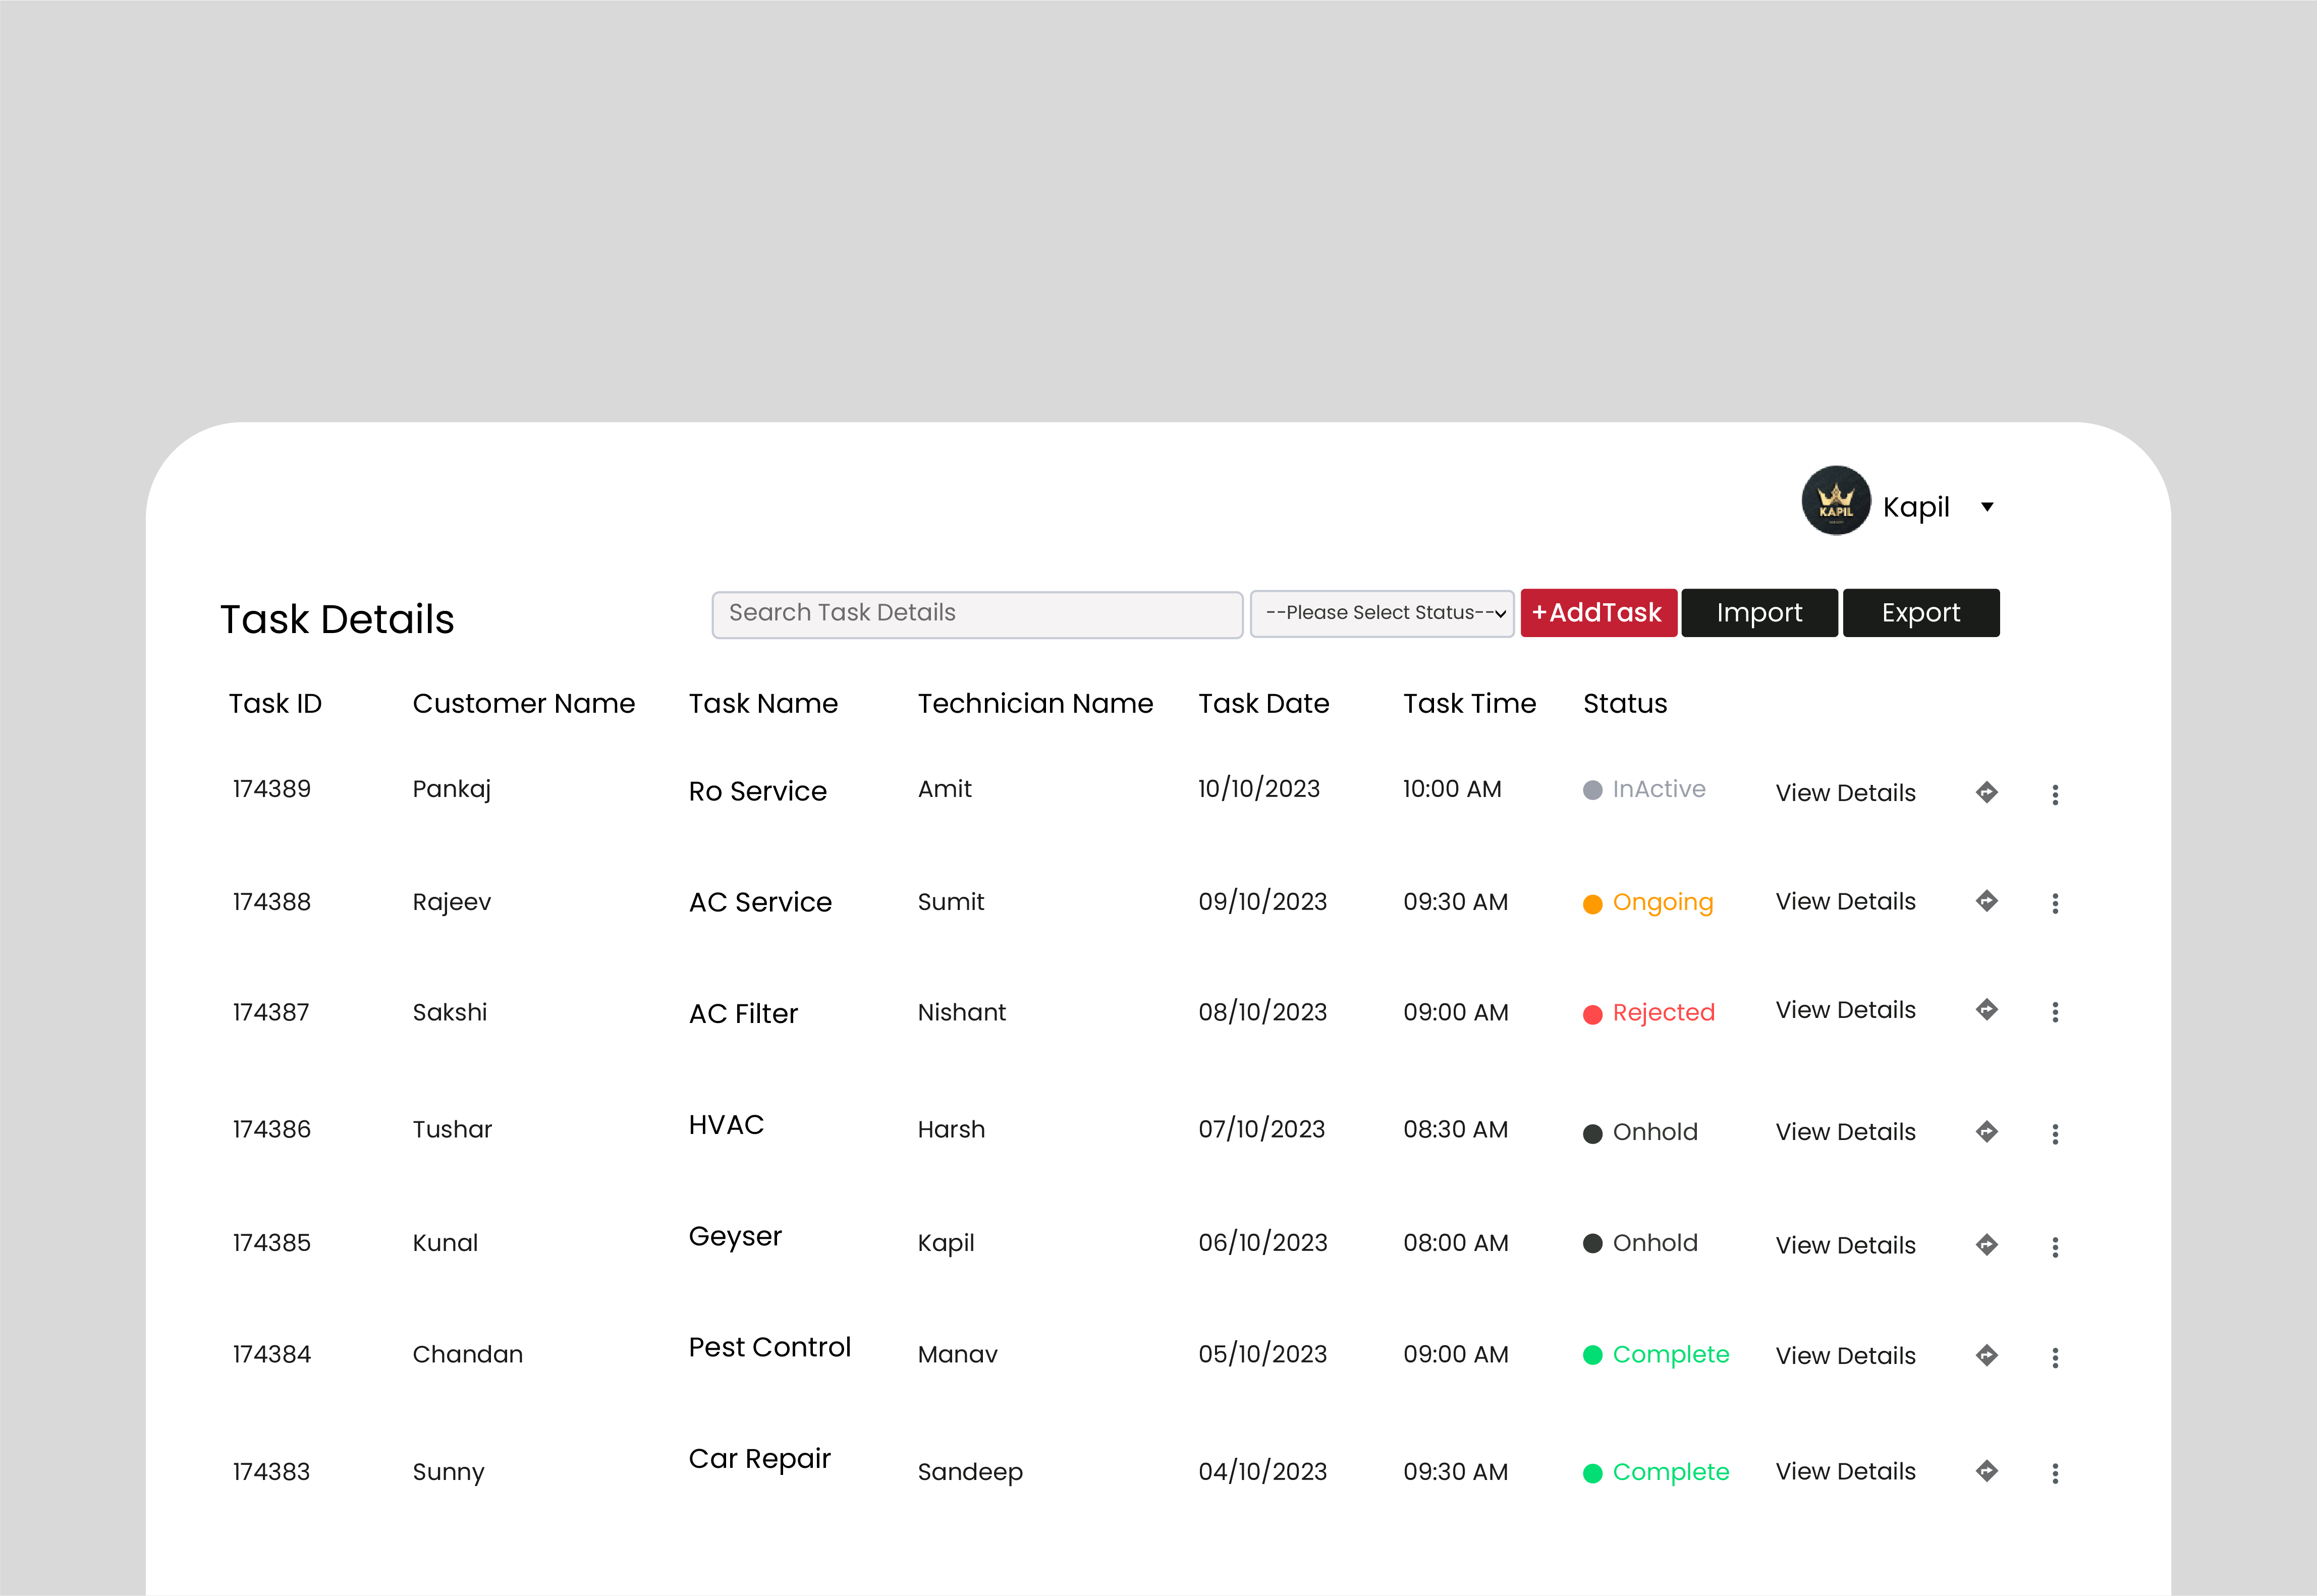 KAPIL
Kapil
Task Details
Search Task Details
--Please Select Status--
+AddTask
Import
Export
Task ID Customer Name Task Name Technician Name Task Date Task Time Status
174389 Pankaj Ro Service Amit 10/10/2023 10:00 AM InActive View Details
174388 Rajeev AC Service Sumit 09/10/2023 09:30 AM Ongoing View Details
174387 Sakshi AC Filter Nishant 08/10/2023 09:00 AM Rejected View Details
174386 Tushar HVAC Harsh 07/10/2023 08:30 AM Onhold View Details
174385 Kunal Geyser Kapil 06/10/2023 08:00 AM Onhold View Details
174384 Chandan Pest Control Manav 05/10/2023 09:00 AM Complete View Details
174383 Sunny Car Repair Sandeep 04/10/2023 09:30 AM Complete View Details